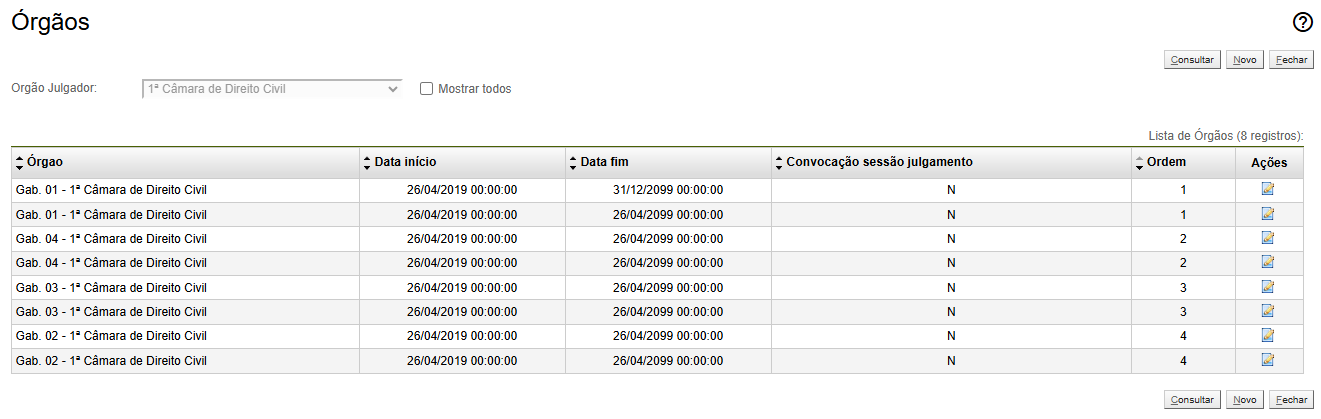 Órgãos
Consultar Novo Fechar
Orgão Julgador: 1ª Câmara de Direito Civil Mostrar todos
Lista de Órgãos (8 registros):
Órgao Data início Data fim Convocação sessão julgamento Ordem Ações
Gab. 01 - 1ª Câmara de Direito Civil 26/04/2019 00:00:00 31/12/2099 00:00:00 N 1
Gab. 01 - 1ª Câmara de Direito Civil 26/04/2019 00:00:00 26/04/2099 00:00:00 N 1
Gab. 04 - 1ª Câmara de Direito Civil 26/04/2019 00:00:00 26/04/2099 00:00:00 N 2
Gab. 04 - 1ª Câmara de Direito Civil 26/04/2019 00:00:00 26/04/2099 00:00:00 N 2
Gab. 03 - 1ª Câmara de Direito Civil 26/04/2019 00:00:00 26/04/2099 00:00:00 N 3
Gab. 03 - 1ª Câmara de Direito Civil 26/04/2019 00:00:00 26/04/2099 00:00:00 N 3
Gab. 02 - 1ª Câmara de Direito Civil 26/04/2019 00:00:00 26/04/2099 00:00:00 N 4
Gab. 02 - 1ª Câmara de Direito Civil 26/04/2019 00:00:00 26/04/2099 00:00:00 N 4
Consultar Novo Fechar